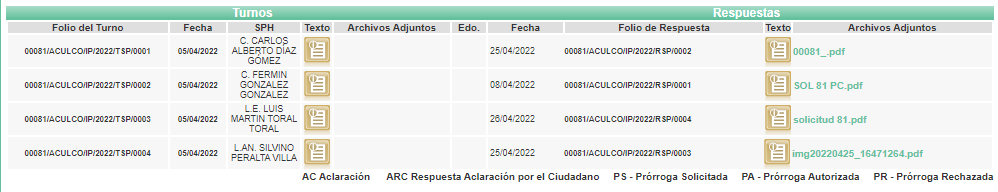 Turnos Respuestas
Folio del Turno Fecha SPH Texto Archivos Adjuntos Edo. Fecha Folio de Respuesta Texto Archivos Adjuntos
00081/ACULCO/IP/2022/TSP/0001 05/04/2022 C. CARLOS ALBERTO DÍAZ GÓMEZ 25/04/2022 00081/ACULCO/IP/2022/RSP/0002 00081_.pdf
00081/ACULCO/IP/2022/TSP/0002 05/04/2022 C. FERMIN GONZALEZ GONZALEZ 08/04/2022 00081/ACULCO/IP/2022/RSP/0001 SOL 81 PC.pdf
00081/ACULCO/IP/2022/TSP/0003 05/04/2022 L.E. LUIS MARTIN TORAL TORAL 26/04/2022 00081/ACULCO/IP/2022/RSP/0004 solicitud 81.pdf
00081/ACULCO/IP/2022/TSP/0004 05/04/2022 L.AN. SILVINO PERALTA VILLA 25/04/2022 00081/ACULCO/IP/2022/RSP/0003 img20220425_16471264.pdf
AC Aclaración ARC Respuesta Aclaración por el Ciudadano PS - Prórroga Solicitada PA - Prórroga Autorizada PR - Prórroga Rechazada